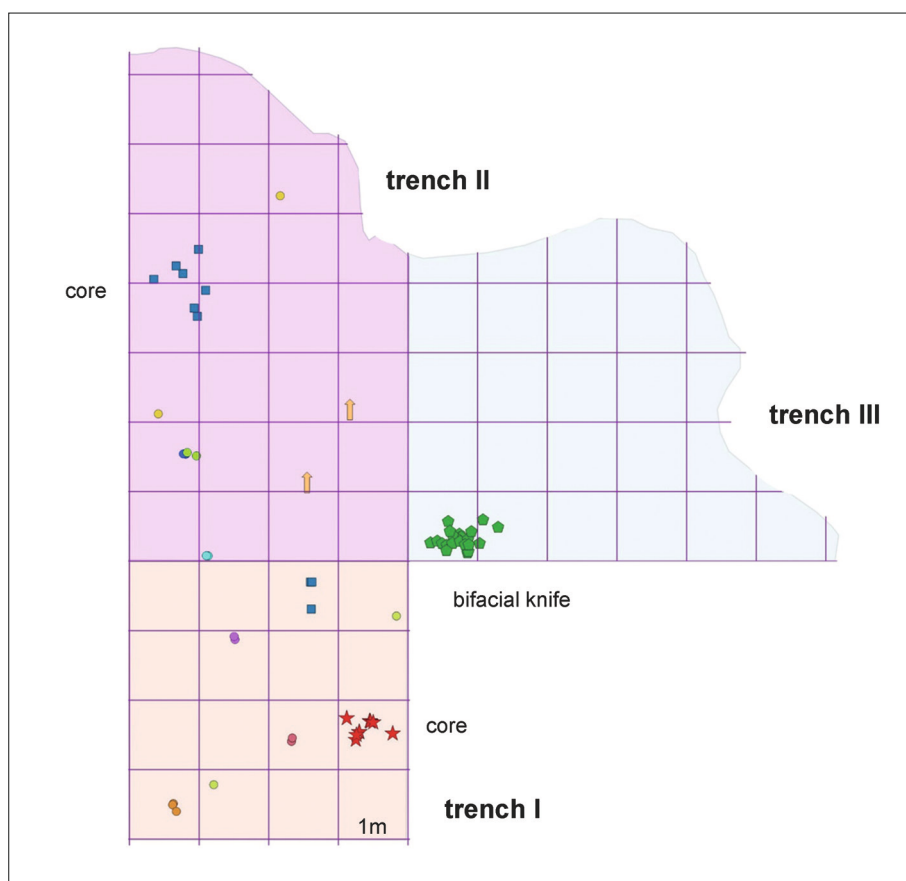 trench II
core
trench III
bifacial knife
core
trench I
1m